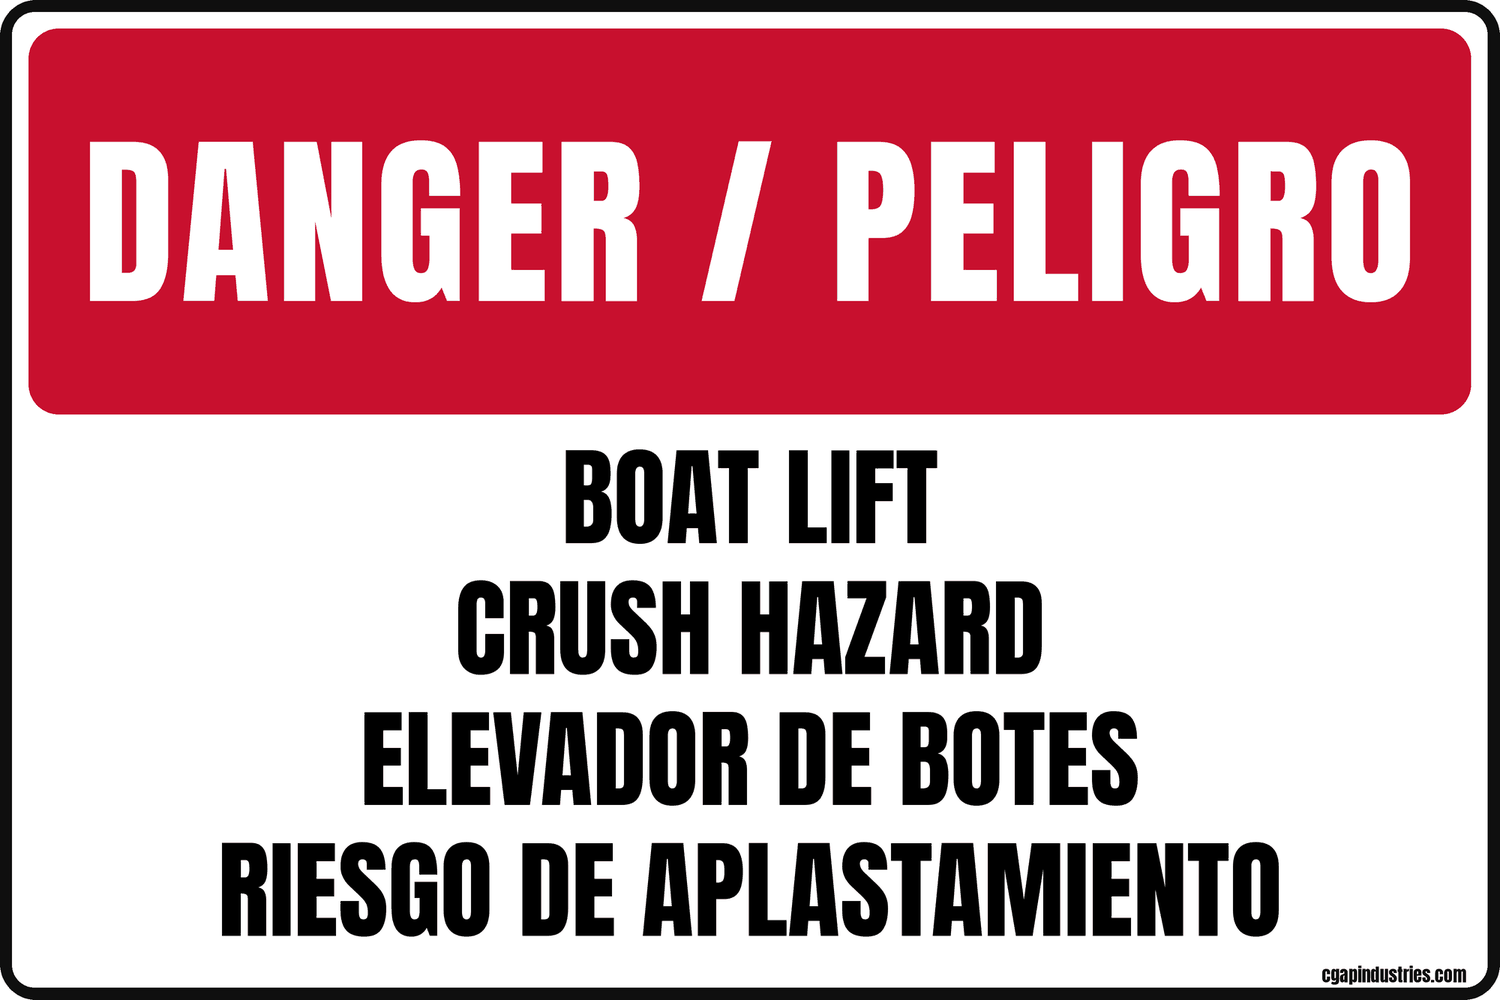 DANGER / PELIGRO
BOAT LIFT
CRUSH HAZARD
ELEVADOR DE BOTES
RIESGO DE APLASTAMIENTO
cgapindustries.com